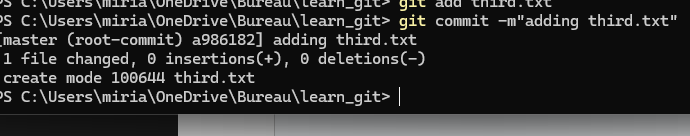 PS C:\Users\miria\OneDrive\Bureau\learn_git> git add third.txt
PS C:\Users\miria\OneDrive\Bureau\learn_git> git commit -m"adding third.txt"
[master (root-commit) a986182] adding third.txt
1 file changed, 0 insertions(+), 0 deletions(-)
create mode 100644 third.txt
PS C:\Users\miria\OneDrive\Bureau\learn_git>